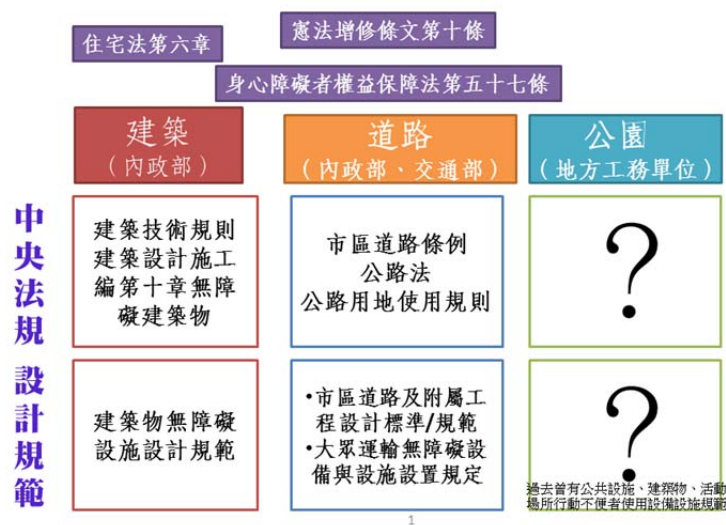 住宅法第六章
憲法增修條文第十條
身心障礙者權益保障法第五十七條
建築
（內政部）
道路
（內政部、交通部）
公園
（地方工務單位）
中央法規
建築技術規則
建築設計施工
編第十章無障
礙建築物
市區道路條例
公路法
公路用地使用規則
？
設計規範
建築物無障礙
設施設計規範
•市區道路及附屬工
程設計標準/規範
•大眾運輸無障礙設
備與設施設置規定
？
過去曾有公共設施、建築物、活動
場所行動不便者使用設備設施規範
1